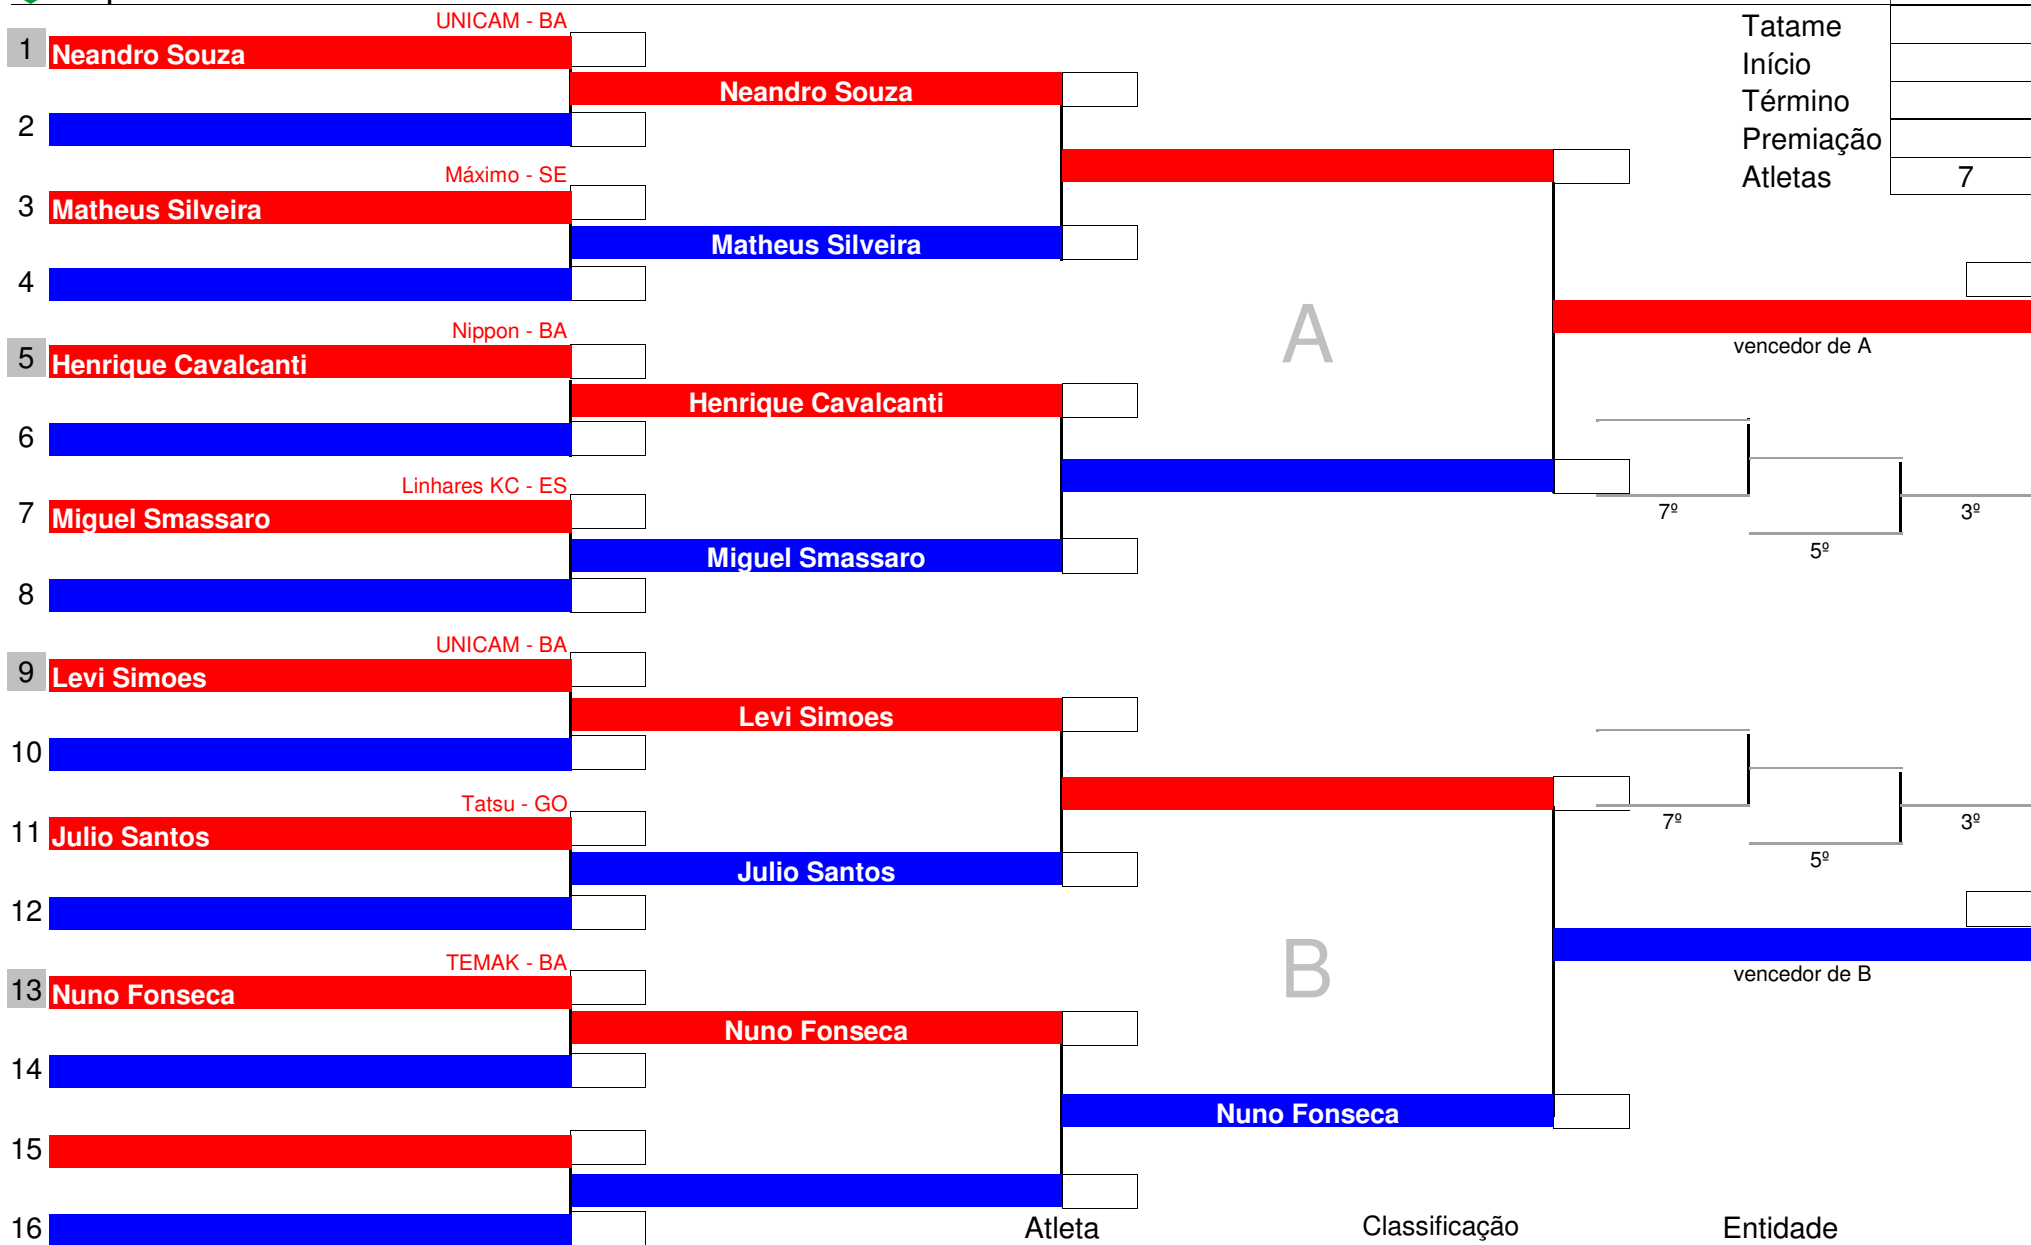 UNICAM - BA
1 Neandro Souza
Neandro Souza
2
Máximo - SE
3 Matheus Silveira
Matheus Silveira
4
Nippon - BA
5 Henrique Cavalcanti
Henrique Cavalcanti
6
Linhares KC - ES
7 Miguel Smassaro
Miguel Smassaro
8
UNICAM - BA
9 Levi Simoes
Levi Simoes
10
Tatsu - GO
11 Julio Santos
Julio Santos
12
TEMAK - BA
13 Nuno Fonseca
Nuno Fonseca
14
Nuno Fonseca
15
16
A
B
Tatame
Início
Término
Premiação
Atletas 7
vencedor de A
7º
3º
5º
7º
3º
5º
vencedor de B
Atleta Classificação Entidade